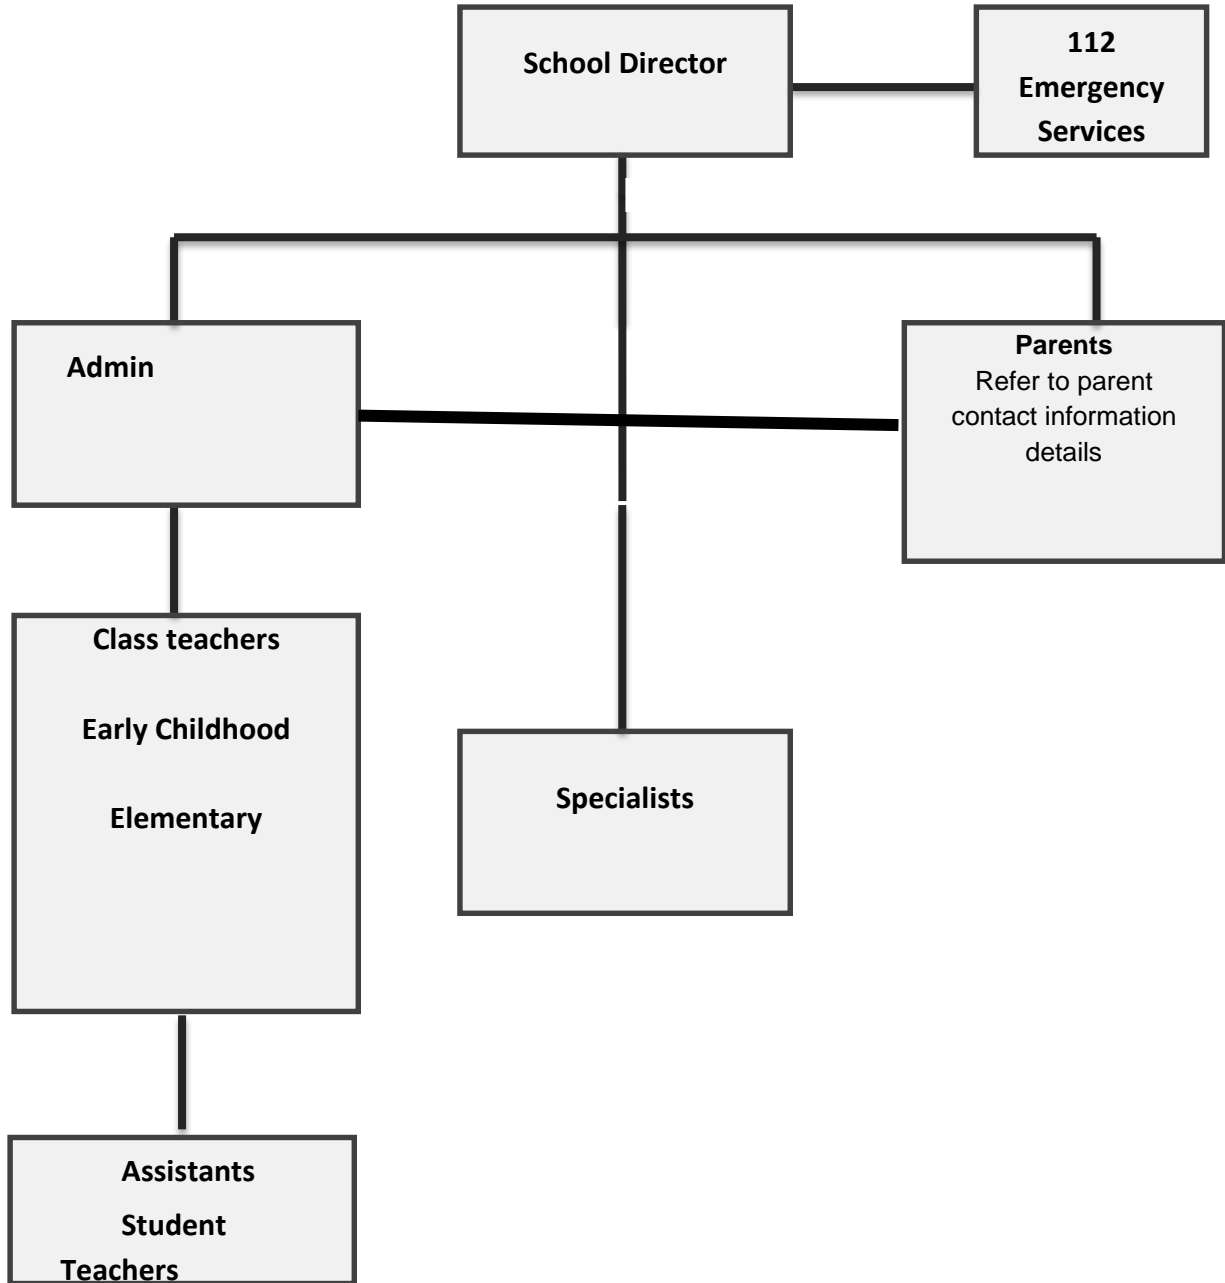 School Director
112
Emergency
Services
Admin
Parents
Refer to parent
contact information
details
Class teachers
Early Childhood
Elementary
Specialists
Assistants
Student
Teachers